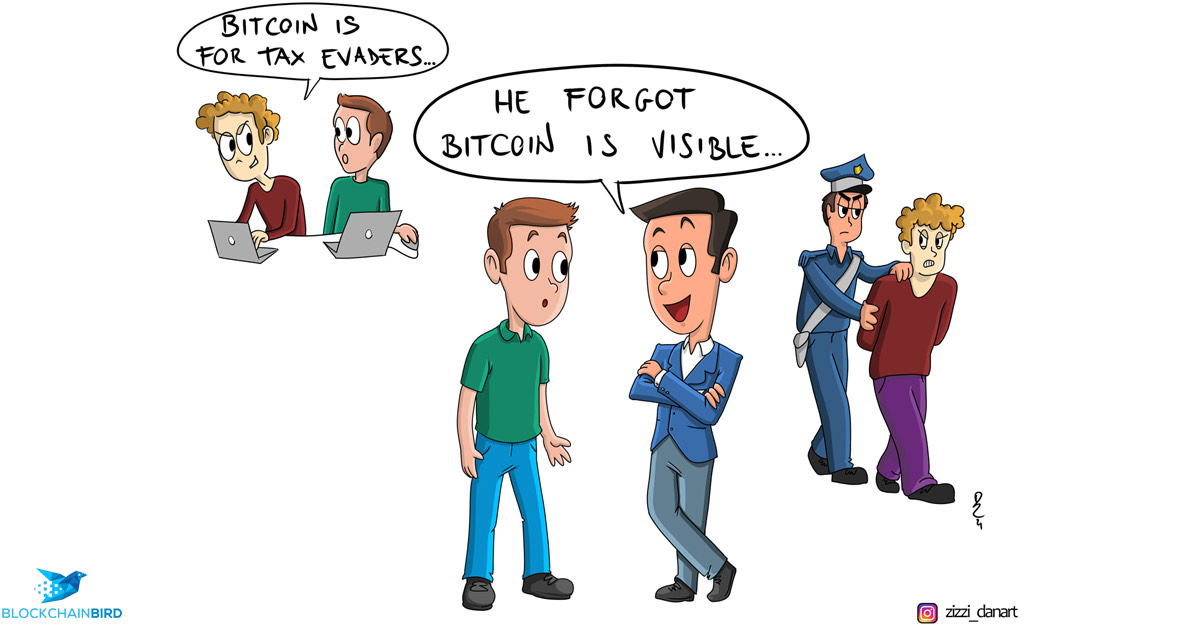 BITCOIN IS
FOR TAX EVADERS...
HE FORGOT
BITCOIN IS VISIBLE...
BLOCKCHAINBIRD
zizzi_danart